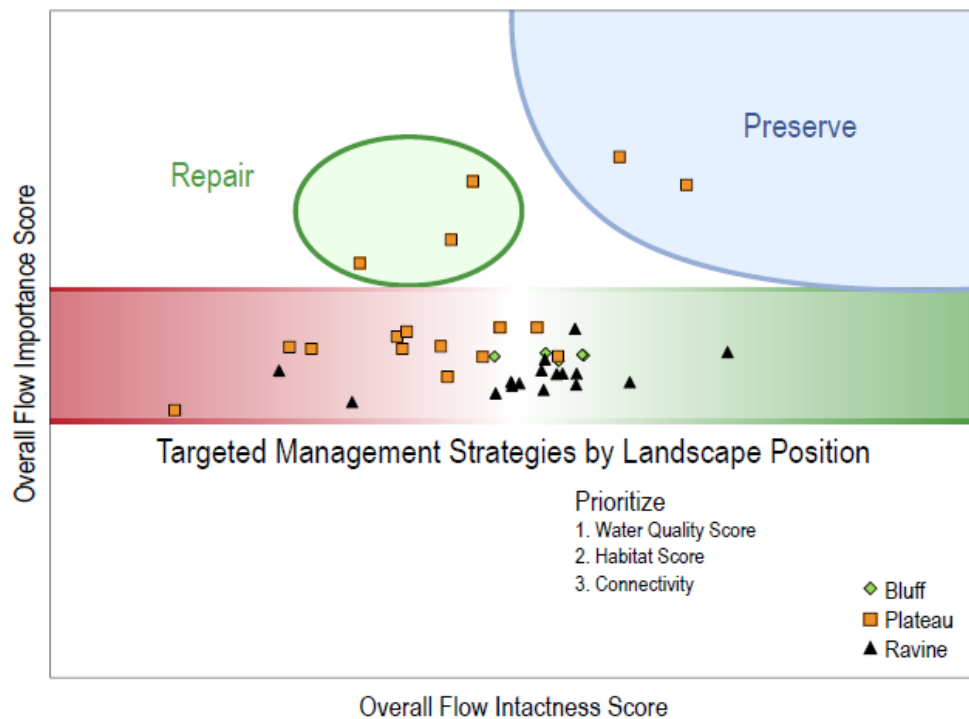 Preserve
Repair
Overall Flow Importance Score
Targeted Management Strategies by Landscape Position
Prioritize
1. Water Quality Score
2. Habitat Score
3. Connectivity
Bluff
Plateau
Ravine
Overall Flow Intactness Score